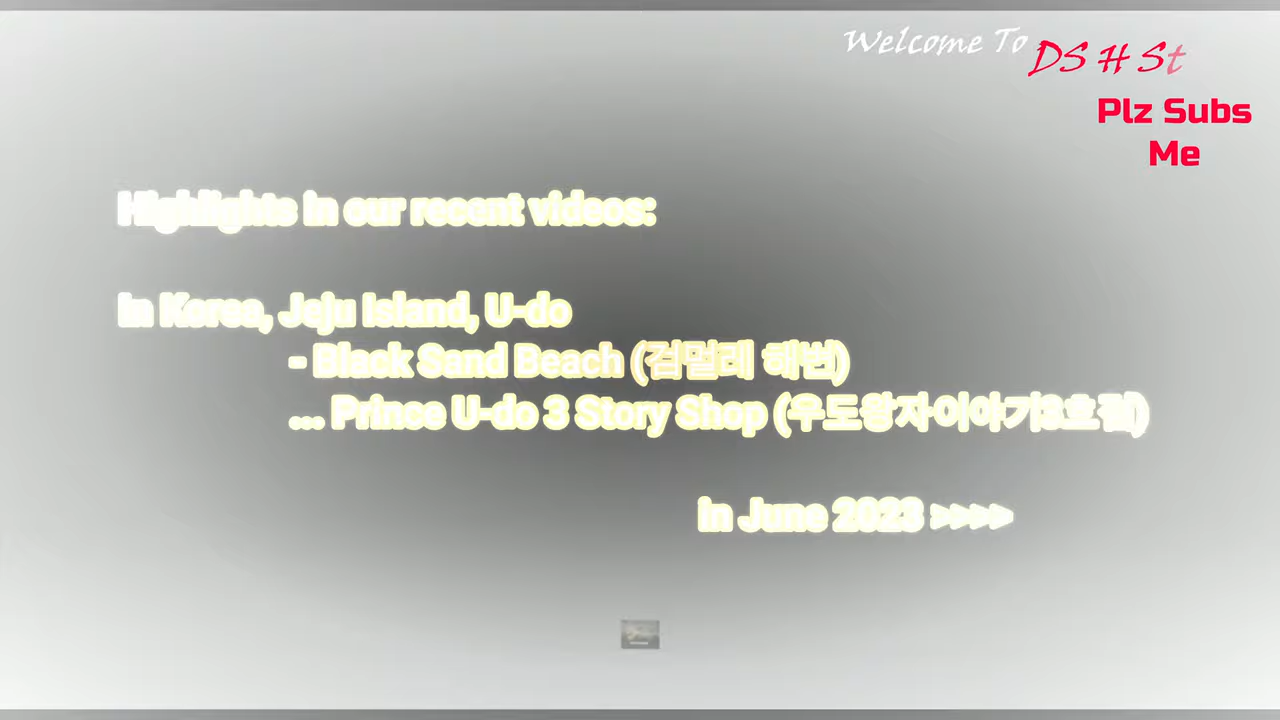 Welcome To DS H St
Plz Subs
Me
Highlights in our recent videos:
in Korea, Jeju Island, U-do
- Black Sand Beach (검멀레 해변)
... Prince U-do 3 Story Shop (우도왕자이야기3호점)
in June 2023 >>>>